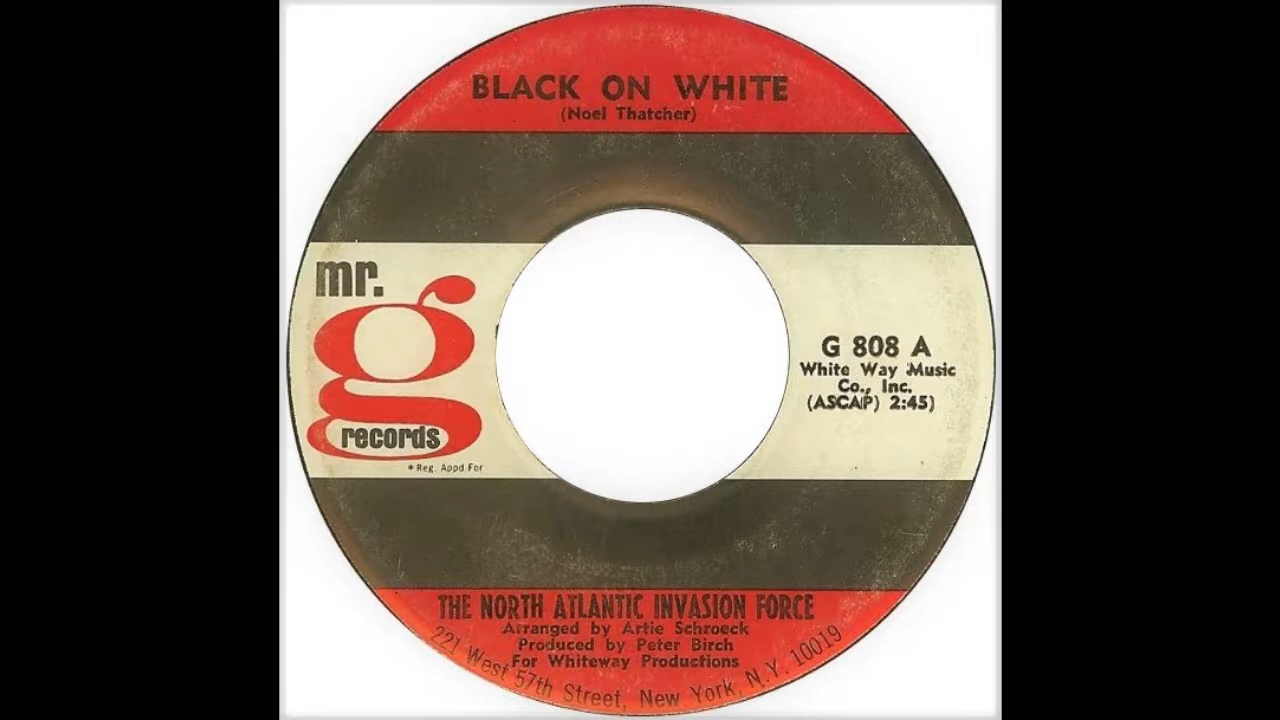 BLACK ON WHITE
(Noel Thatcher)
mr.
g
records
* Reg. Appd For
G 808 A
White Way Music
Co., Inc.
(ASCAP) 2:45)
THE NORTH ATLANTIC INVASION FORCE
Arranged by Artie Schroeck
Produced by Peter Birch
For Whiteway Productions
221 West 57th Street, New York, N.Y. 10019